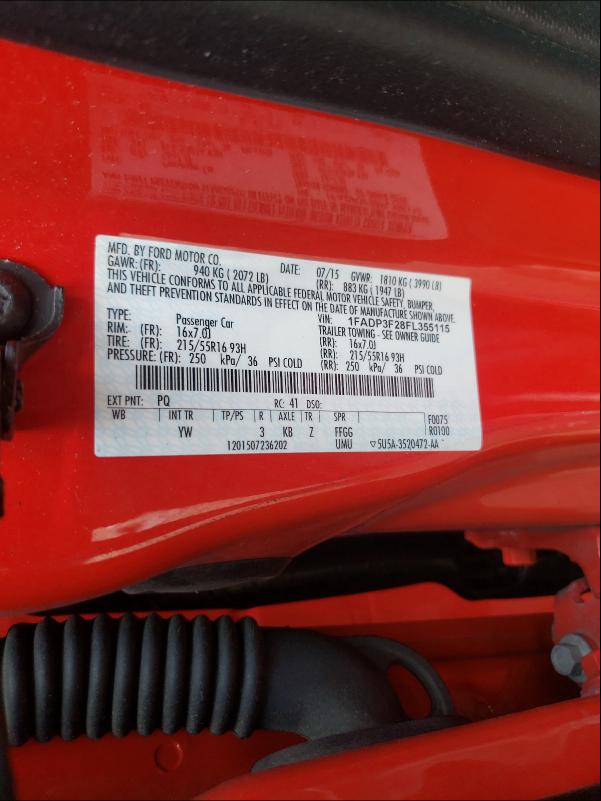 MFD. BY FORD MOTOR CO.
DATE: 07/15 GVWR: 1810 KG ( 3990 LB)
GAWR: (FR): 940 KG ( 2072 LB) (RR): 883 KG ( 1947 LB)
THIS VEHICLE CONFORMS TO ALL APPLICABLE FEDERAL MOTOR VEHICLE SAFETY, BUMPER,
AND THEFT PREVENTION STANDARDS IN EFFECT ON THE DATE OF MANUFACTURE SHOWN ABOVE.
VIN: 1FADP3F28FL355115
TYPE: Passenger Car TRAILER TOWING - SEE OWNER GUIDE
RIM: (FR): 16x7.0J (RR): 16x7.0J
TIRE: (FR): 215/55R16 93H (RR): 215/55R16 93H
PRESSURE: (FR): 250 kPa/ 36 PSI COLD (RR): 250 kPa/ 36 PSI COLD
EXT PNT: PQ RC: 41 DSO:
WB INT TR TP/PS R AXLE TR SPR F0075
YW 3 KB Z FFGG R0100
1201507236202 UMU ▽5U5A-3520472-AA